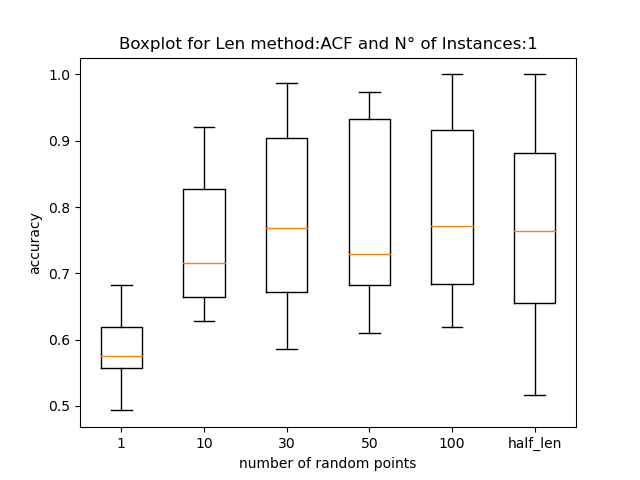 Boxplot for Len method:ACF and N° of Instances:1
1.0
0.9
0.8
0.7
0.6
0.5
accuracy
1 10 30 50 100 half_len
number of random points